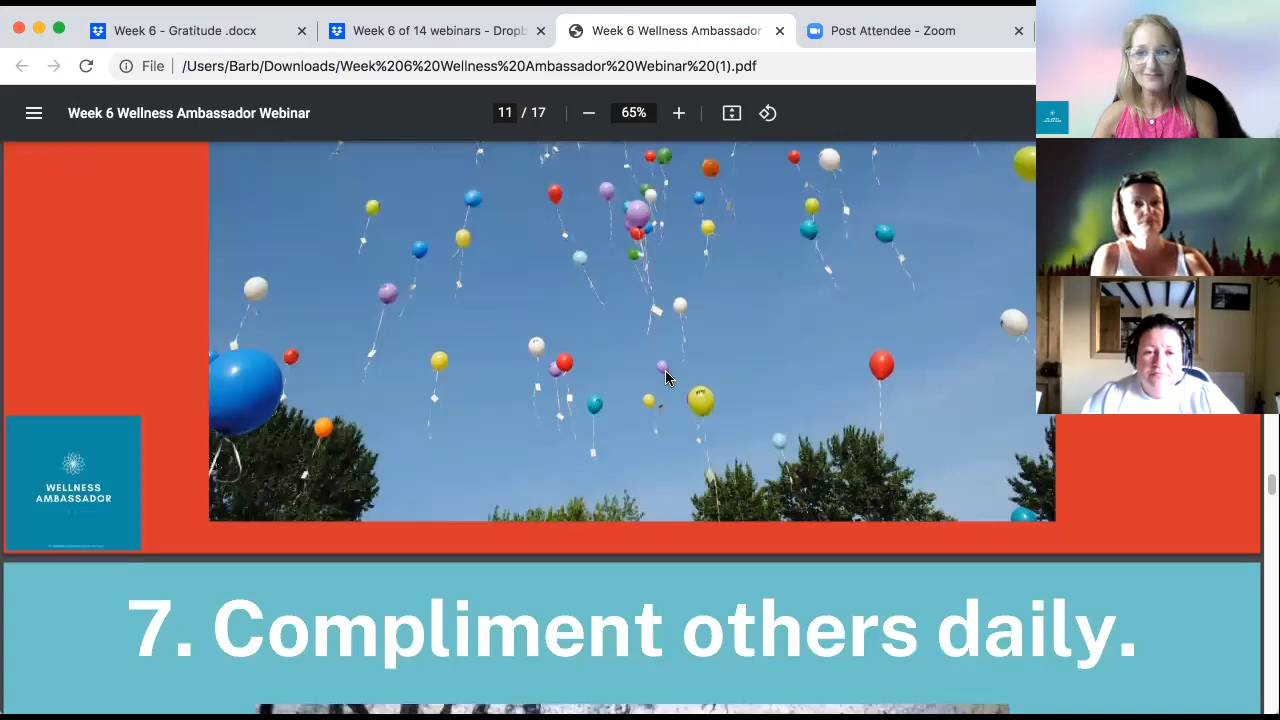 Week 6 - Gratitude .docx
Week 6 of 14 webinars - Dropb
Week 6 Wellness Ambassador
Post Attendee - Zoom
File
/Users/Barb/Downloads/Week%206%20Wellness%20Ambassador%20Webinar%20(1).pdf
Week 6 Wellness Ambassador Webinar
11 / 17
65%
WELLNESS
AMBASSADOR
7. Compliment others daily.